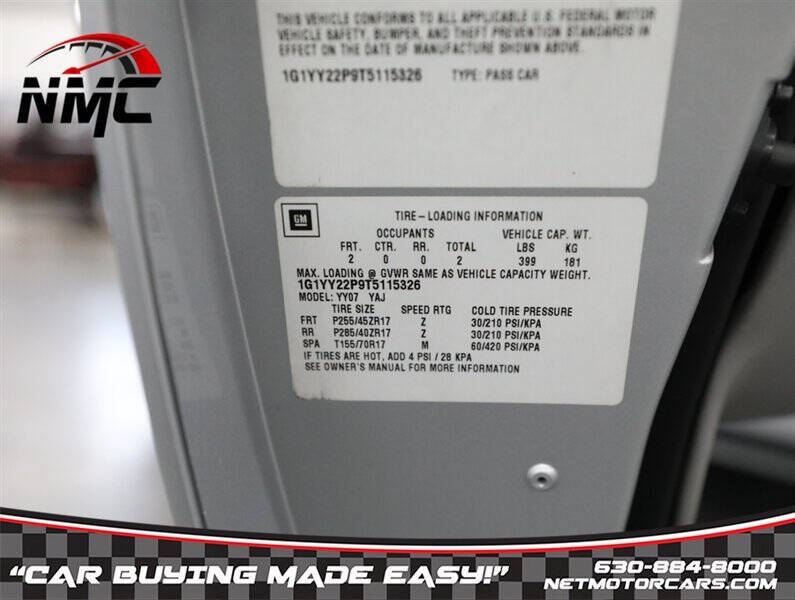 THIS VEHICLE CONFORMS TO ALL APPLICABLE U.S. FEDERAL MOTOR
VEHICLE SAFETY, BUMPER, AND THEFT PREVENTION STANDARDS IN
EFFECT ON THE DATE OF MANUFACTURE SHOWN ABOVE.
1G1YY22P9T5115326 TYPE: PASS CAR
NMC
GM
TIRE-LOADING INFORMATION
OCCUPANTS VEHICLE CAP. WT.
FRT. CTR. RR. TOTAL LBS KG
2 0 0 2 399 181
MAX. LOADING @ GVWR SAME AS VEHICLE CAPACITY WEIGHT.
1G1YY22P9T5115326
MODEL: YY07 YAJ
TIRE SIZE SPEED RTG COLD TIRE PRESSURE
FRT P255/45ZR17 Z 30/210 PSI/KPA
RR P285/40ZR17 Z 30/210 PSI/KPA
SPA T155/70R17 M 60/420 PSI/KPA
IF TIRES ARE HOT, ADD 4 PSI / 28 KPA
SEE OWNER'S MANUAL FOR MORE INFORMATION
"CAR BUYING MADE EASY!"
630-884-8000
NETMOTORCARS.COM